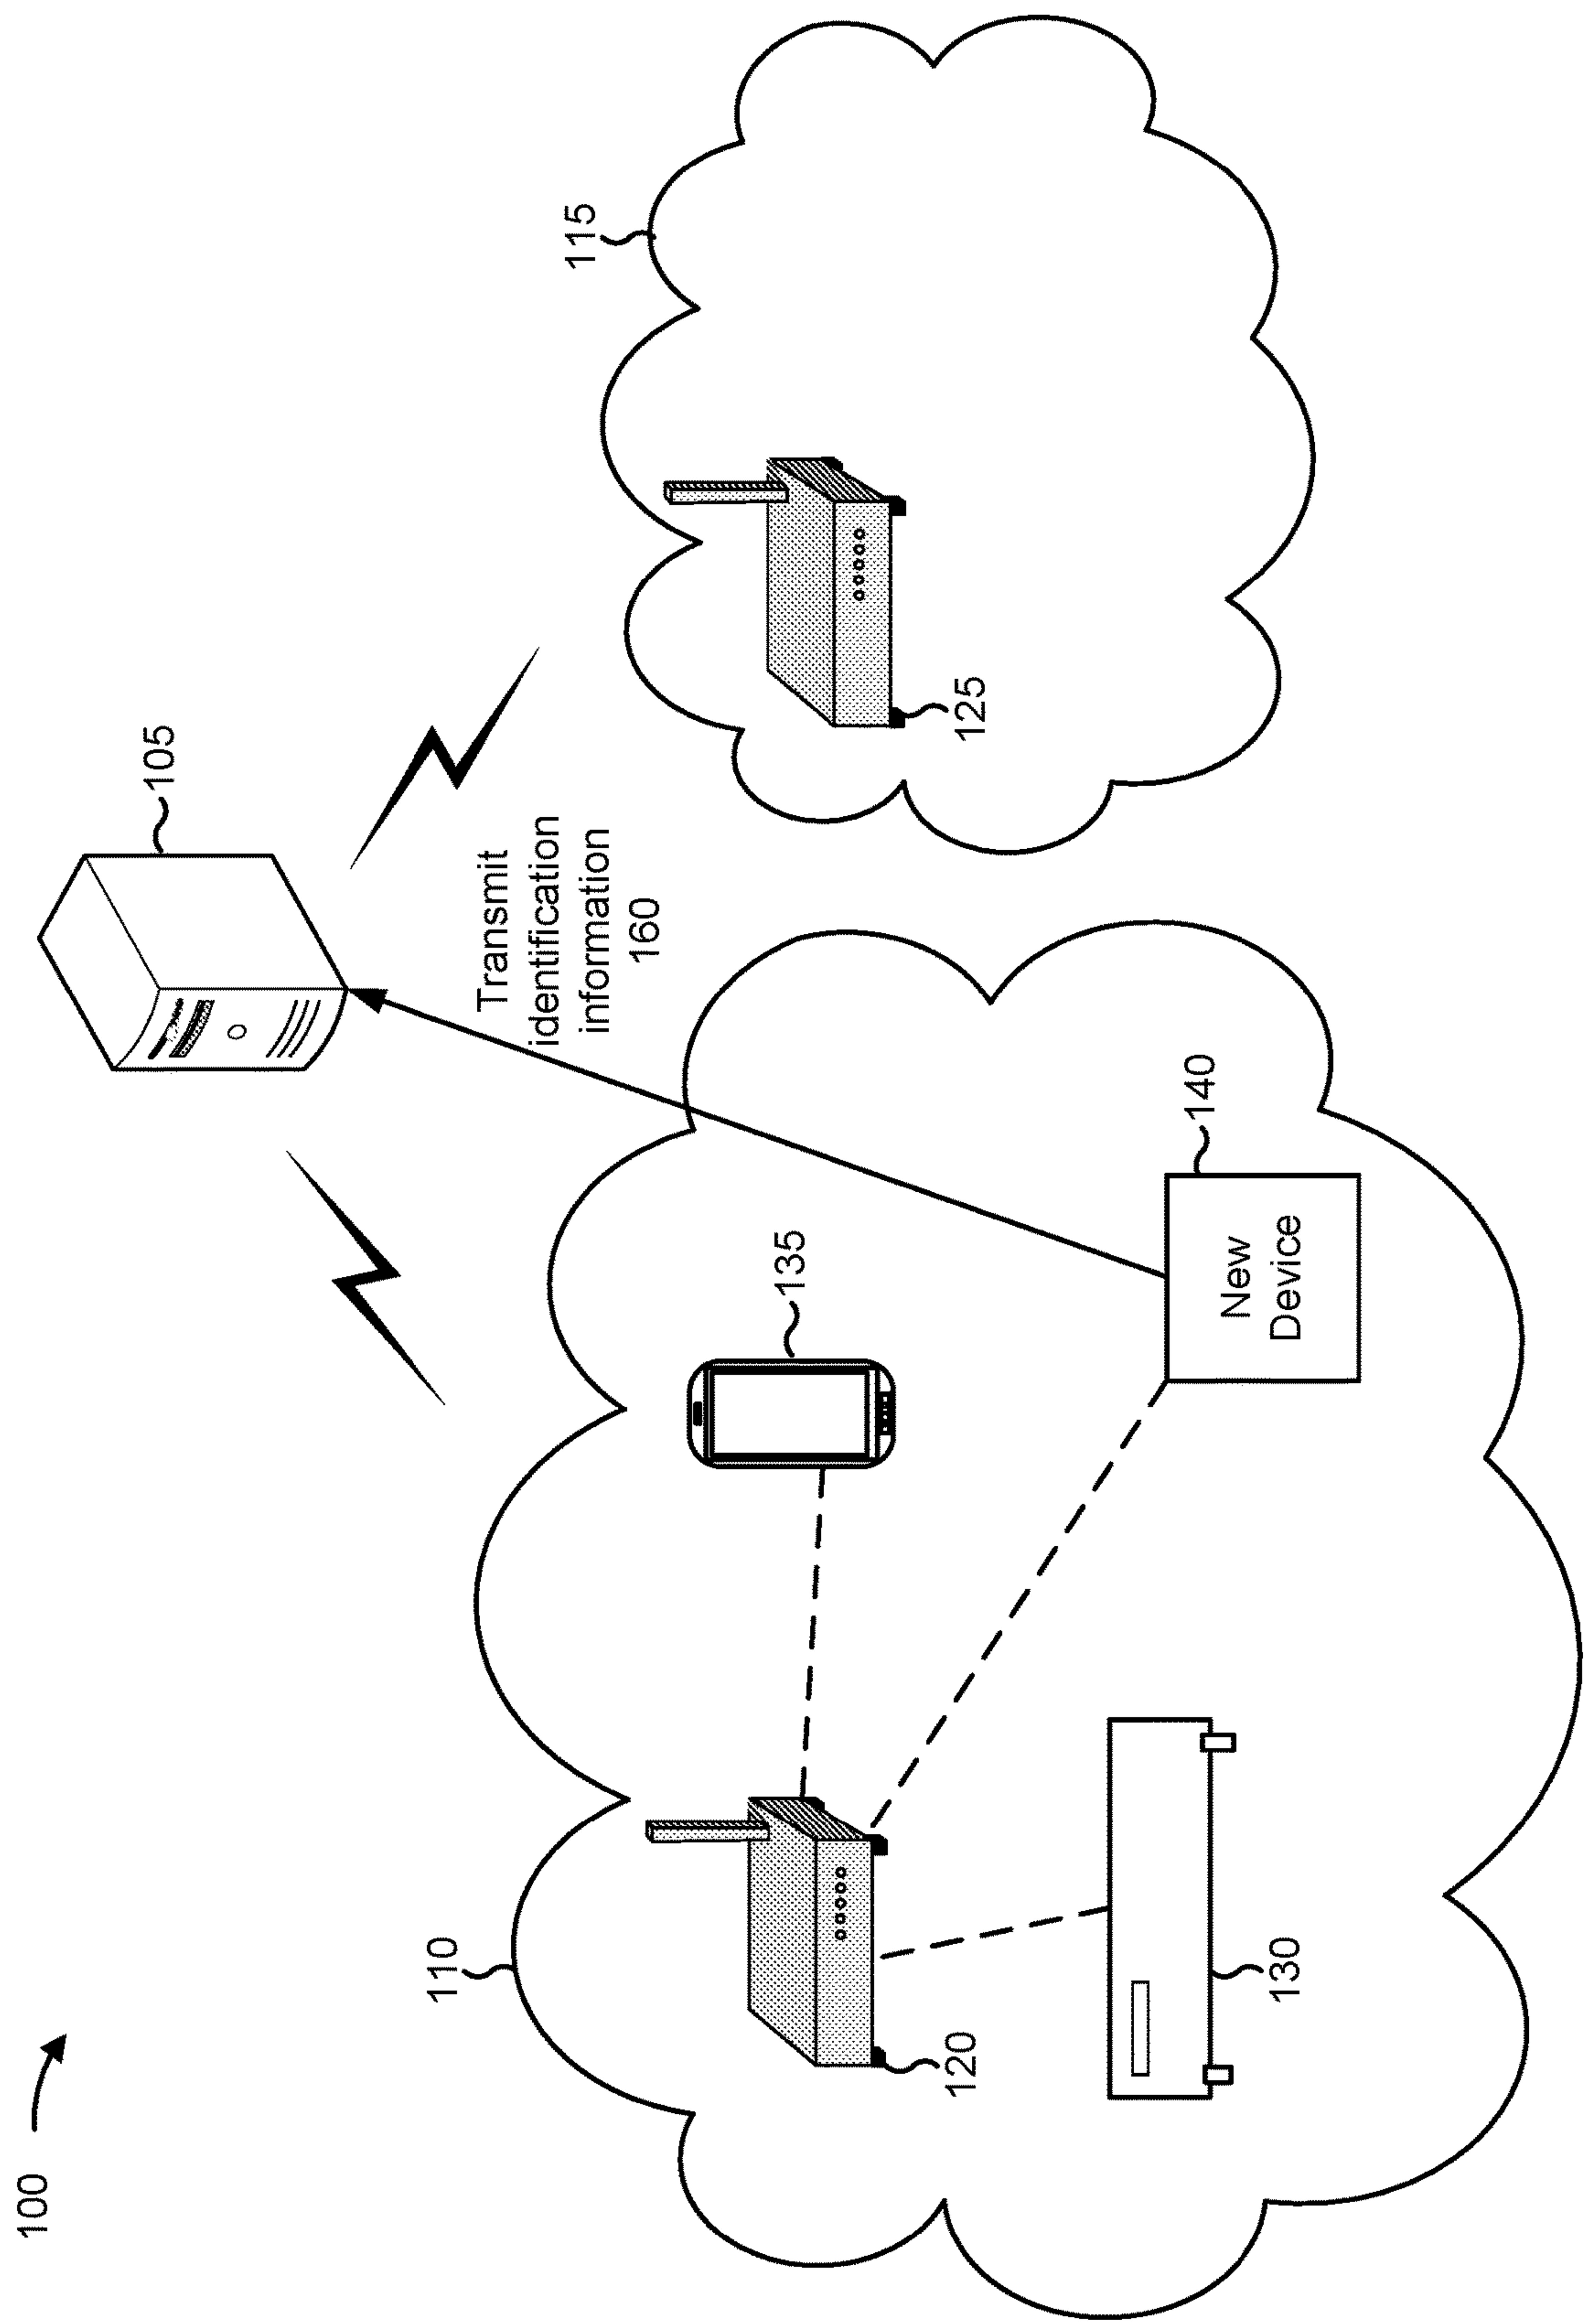 100
105
110
115
Transmit
identification
information
160
135
120
125
140
New
Device
130